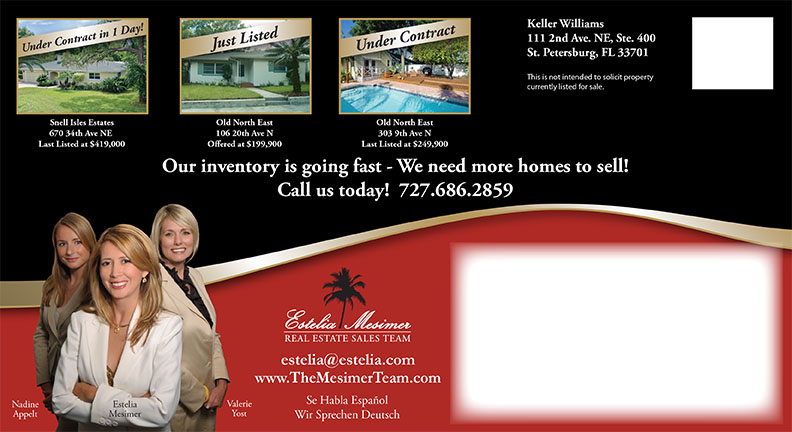 Under Contract in 1 Day!
Snell Isles Estates
670 34th Ave NE
Last Listed at $419,000
Just Listed
Old North East
106 20th Ave N
Offered at $199,900
Under Contract
Old North East
303 9th Ave N
Last Listed at $249,900
Keller Williams
111 2nd Ave. NE, Ste. 400
St. Petersburg, FL 33701
This is not intended to solicit property
currently listed for sale.
Our inventory is going fast - We need more homes to sell!
Call us today!  727.686.2859
Estelia Mesimer
REAL ESTATE SALES TEAM
estelia@estelia.com
www.TheMesimerTeam.com
Se Habla Español
Wir Sprechen Deutsch
Nadine
Appelt
Estelia
Mesimer
Valerie
Yost